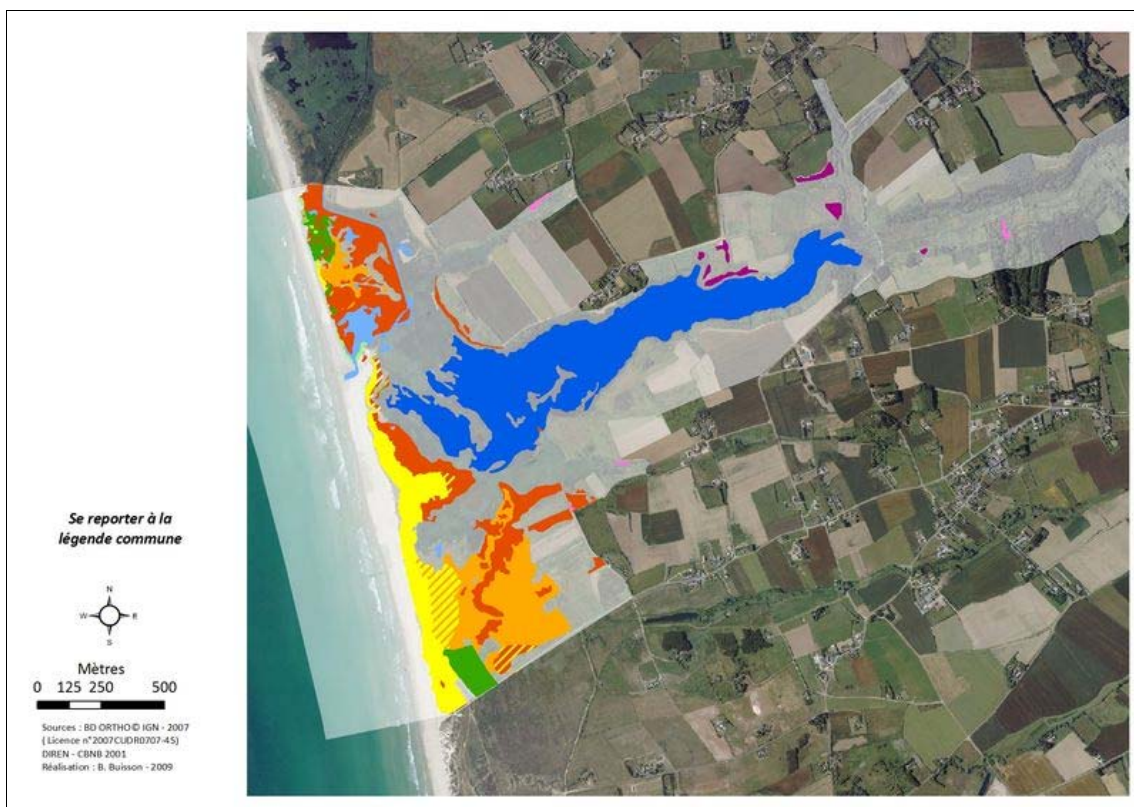 Se reporter à la
légende commune
N
W E
S
Mètres
0 125 250 500
Sources : BD ORTHO© IGN - 2007
( Licence n°2007CUDR0707-45)
DIREN - CBNB 2001
Réalisation : B. Buisson - 2009